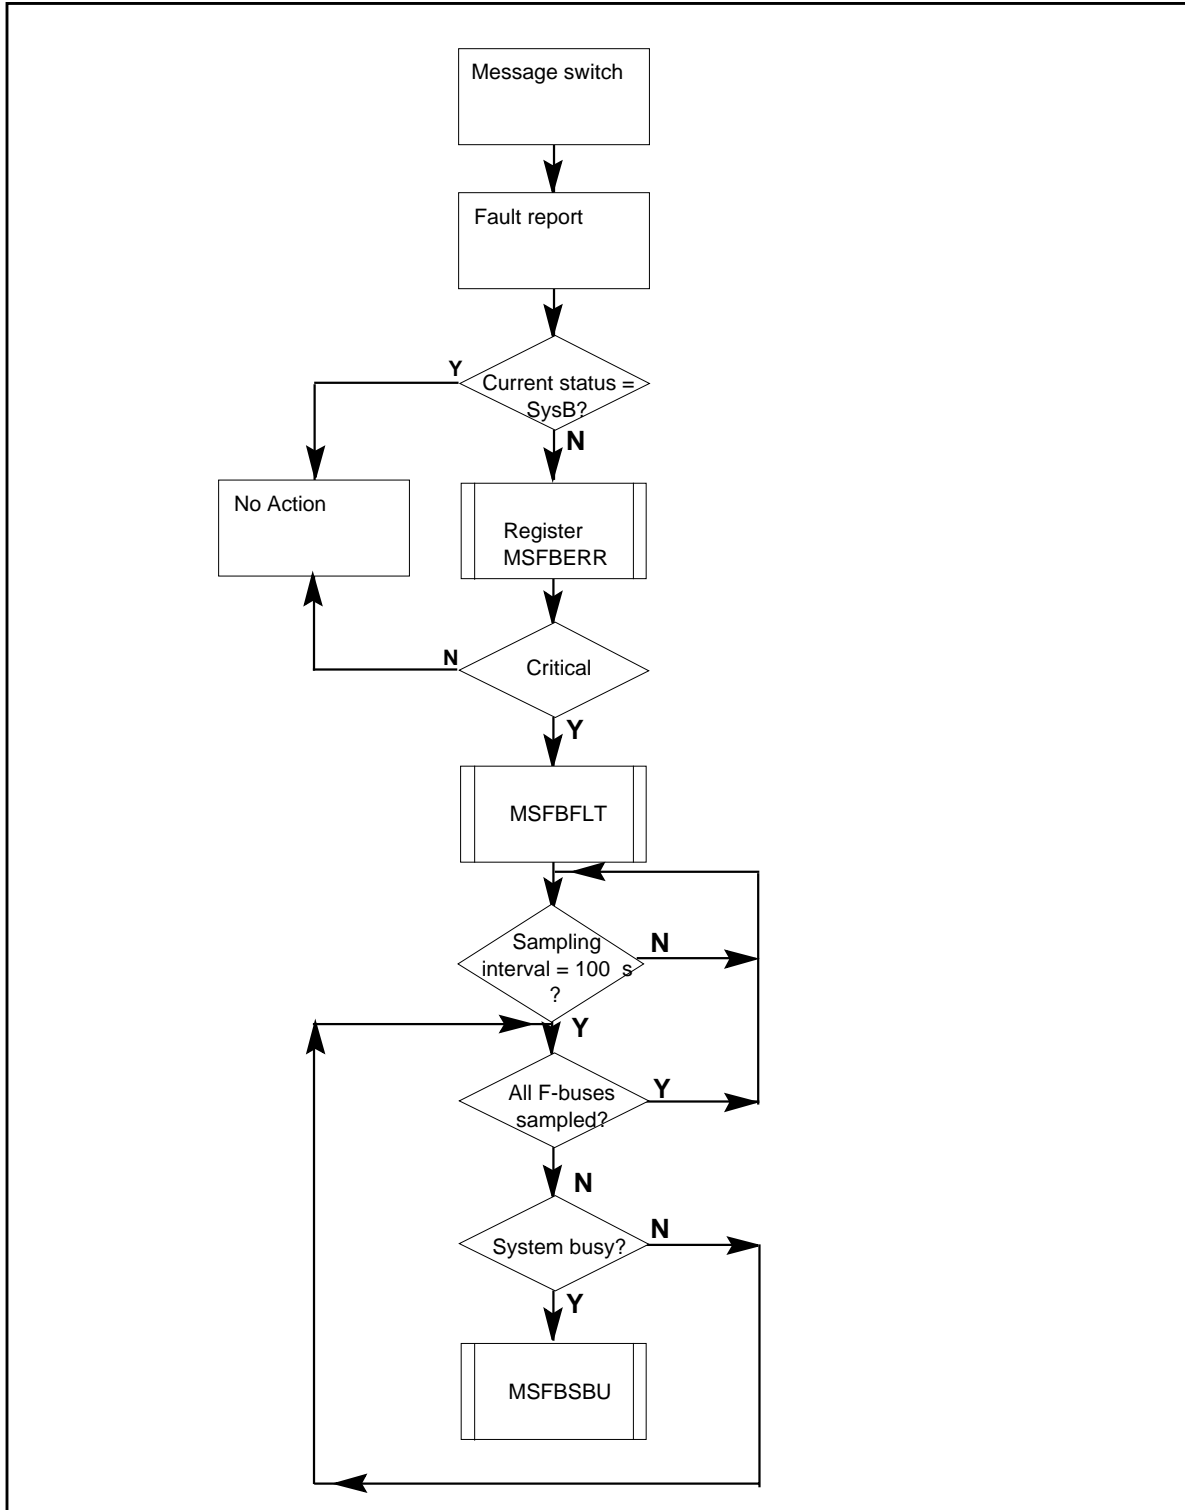 Message switch
Fault report
Y
Current status =
SysB?
N
No Action
Register
MSFBERR
N
Critical
Y
MSFBFLT
Sampling
interval = 100  s
?
N
Y
All F-buses
sampled?
Y
N
System busy?
N
Y
MSFBSBU